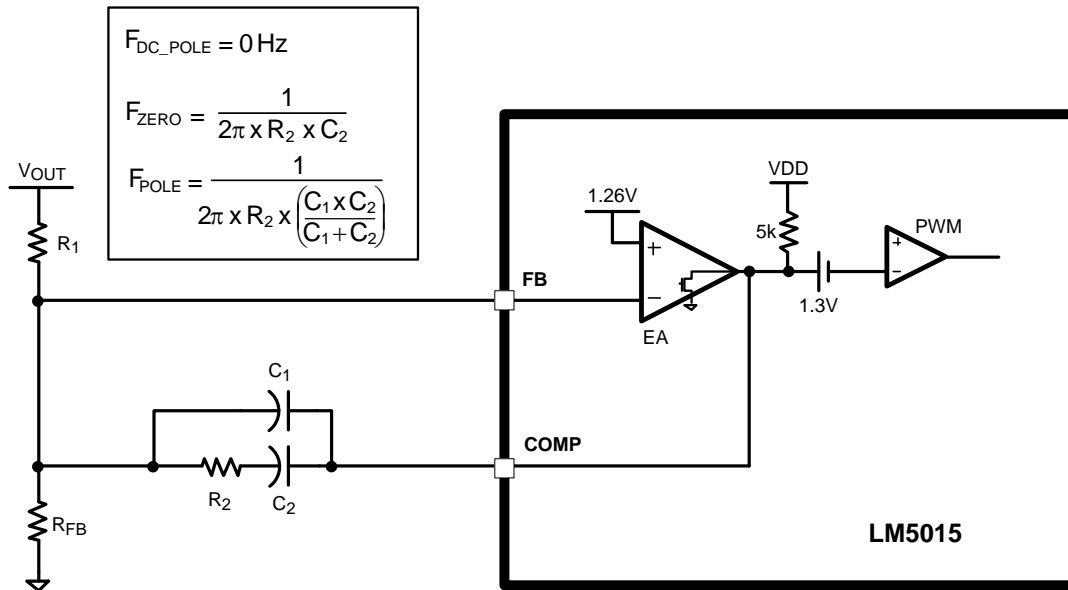 F_DC_POLE = 0 Hz
F_ZERO = 1 / (2π x R_2 x C_2)
F_POLE = 1 / (2π x R_2 x (C_1 x C_2 / C_1 + C_2))
V_OUT
R_1
1.26V
VDD
5k
PWM
+
−
+
−
FB
EA
1.3V
C_1
COMP
R_2
C_2
R_FB
LM5015